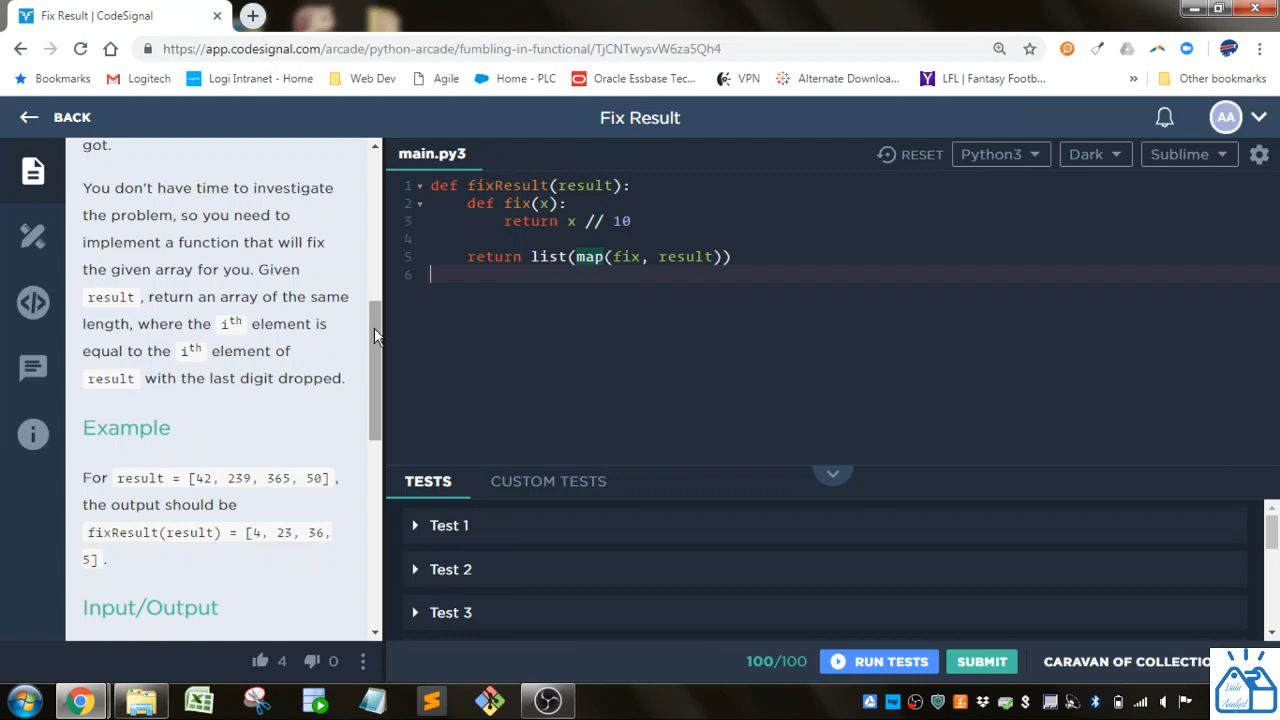 Fix Result | CodeSignal
https://app.codesignal.com/arcade/python-arcade/fumbling-in-functional/TjCNTwysvW6za5Qh4
Bookmarks Logitech Logi Intranet - Home Web Dev Agile Home - PLC Oracle Essbase Tec... VPN Alternate Downloa... LFL | Fantasy Footb... » Other bookmarks
BACK
Fix Result
AA
got.
You don't have time to investigate
the problem, so you need to
implement a function that will fix
the given array for you. Given
result, return an array of the same
length, where the ith element is
equal to the ith element of
result with the last digit dropped.
Example
For result = [42, 239, 365, 50],
the output should be
fixResult(result) = [4, 23, 36,
5].
Input/Output
4 0
main.py3
RESET Python3 Dark Sublime
1 def fixResult(result):
2 def fix(x):
3 return x // 10
4
5 return list(map(fix, result))
6
TESTS CUSTOM TESTS
Test 1
Test 2
Test 3
100/100 RUN TESTS SUBMIT CARAVAN OF COLLECTIO
Data
Analyst